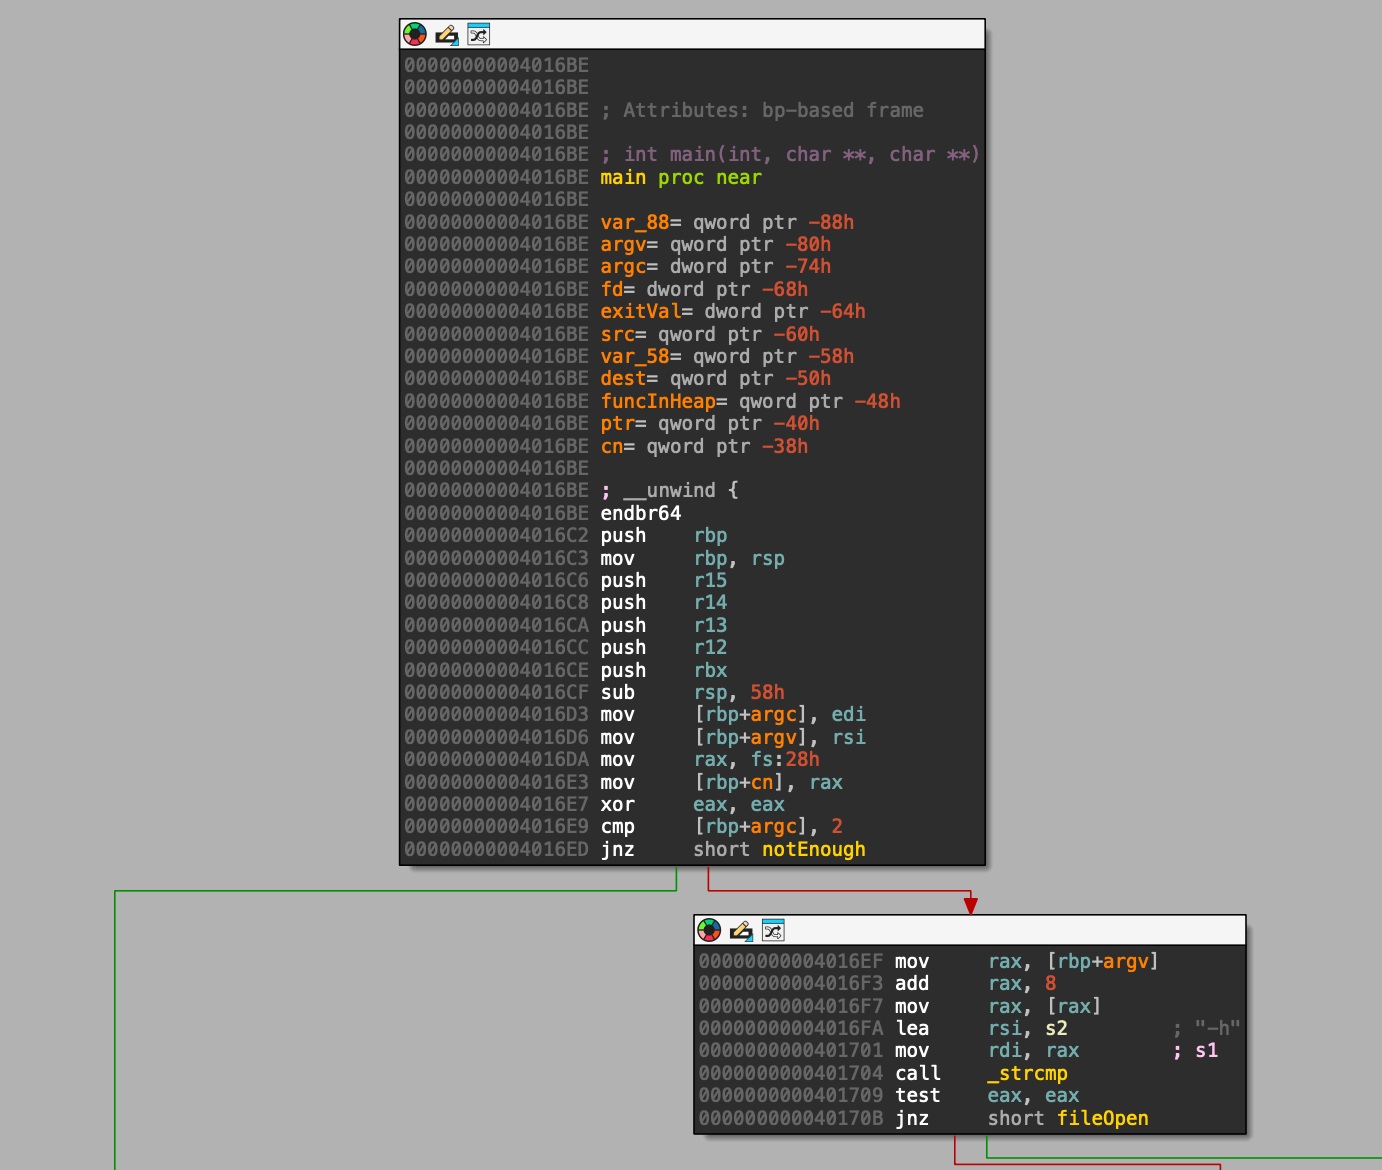 00000000004016BE
00000000004016BE
00000000004016BE ; Attributes: bp-based frame
00000000004016BE
00000000004016BE ; int main(int, char **, char **)
00000000004016BE main proc near
00000000004016BE
00000000004016BE var_88= qword ptr -88h
00000000004016BE argv= qword ptr -80h
00000000004016BE argc= dword ptr -74h
00000000004016BE fd= dword ptr -68h
00000000004016BE exitVal= dword ptr -64h
00000000004016BE src= qword ptr -60h
00000000004016BE var_58= qword ptr -58h
00000000004016BE dest= qword ptr -50h
00000000004016BE funcInHeap= qword ptr -48h
00000000004016BE ptr= qword ptr -40h
00000000004016BE cn= qword ptr -38h
00000000004016BE
00000000004016BE ; __unwind {
00000000004016BE endbr64
00000000004016C2 push rbp
00000000004016C3 mov rbp, rsp
00000000004016C6 push r15
00000000004016C8 push r14
00000000004016CA push r13
00000000004016CC push r12
00000000004016CE push rbx
00000000004016CF sub rsp, 58h
00000000004016D3 mov [rbp+argc], edi
00000000004016D6 mov [rbp+argv], rsi
00000000004016DA mov rax, fs:28h
00000000004016E3 mov [rbp+cn], rax
00000000004016E7 xor eax, eax
00000000004016E9 cmp [rbp+argc], 2
00000000004016ED jnz short notEnough
00000000004016EF mov rax, [rbp+argv]
00000000004016F3 add rax, 8
00000000004016F7 mov rax, [rax]
00000000004016FA lea rsi, s2 ; "-h"
0000000000401701 mov rdi, rax ; s1
0000000000401704 call _strcmp
0000000000401709 test eax, eax
000000000040170B jnz short fileOpen